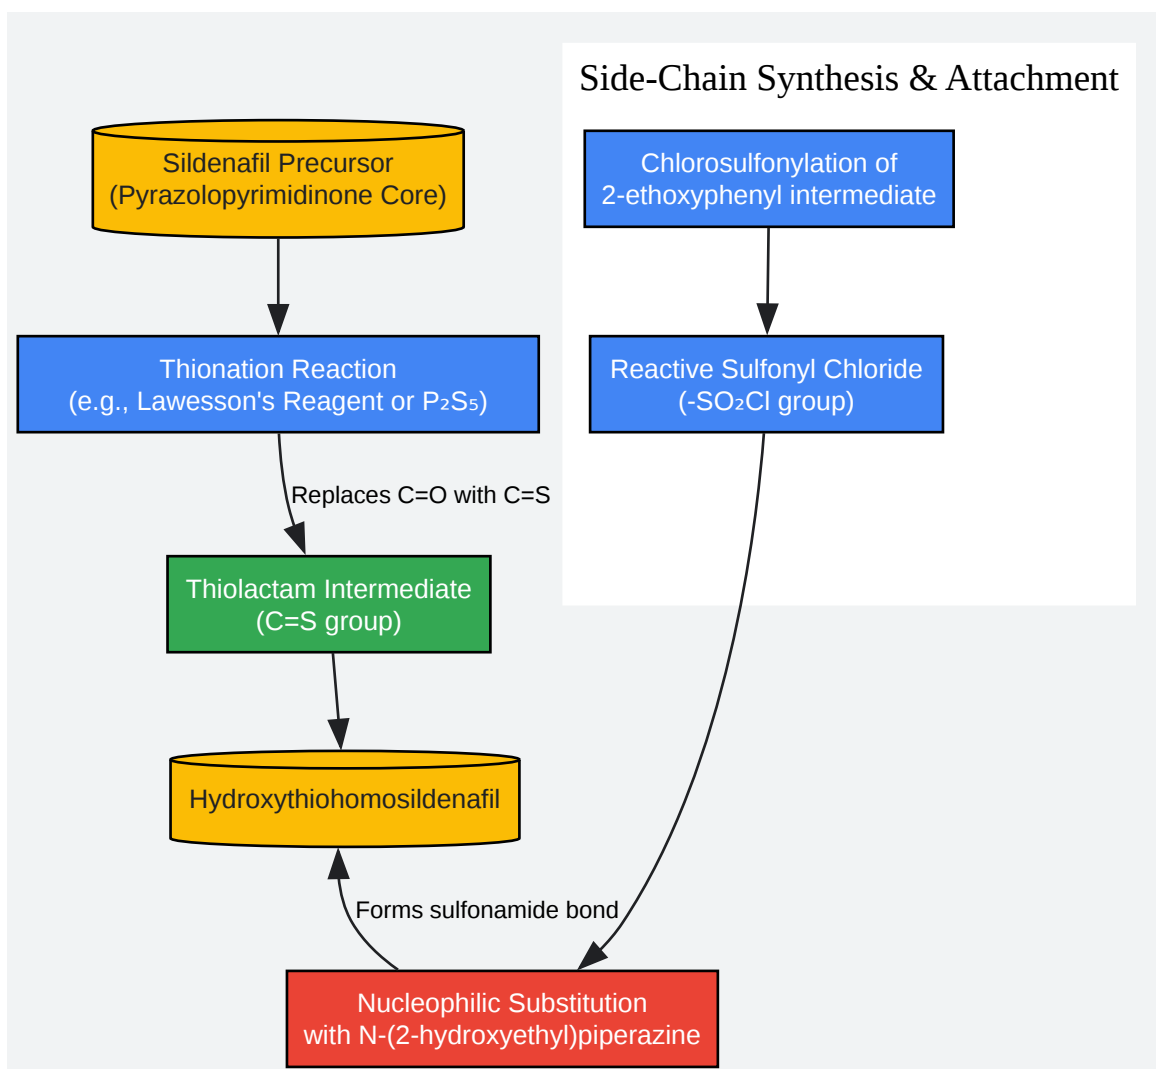 Side-Chain Synthesis & Attachment
Sildenafil Precursor
(Pyrazolopyrimidinone Core)
Chlorosulfonylation of
2-ethoxyphenyl intermediate
Thionation Reaction
(e.g., Lawesson's Reagent or P₂S₅)
Reactive Sulfonyl Chloride
(-SO₂Cl group)
Replaces C=O with C=S
Thiolactam Intermediate
(C=S group)
Hydroxythiohomosildenafil
Forms sulfonamide bond
Nucleophilic Substitution
with N-(2-hydroxyethyl)piperazine